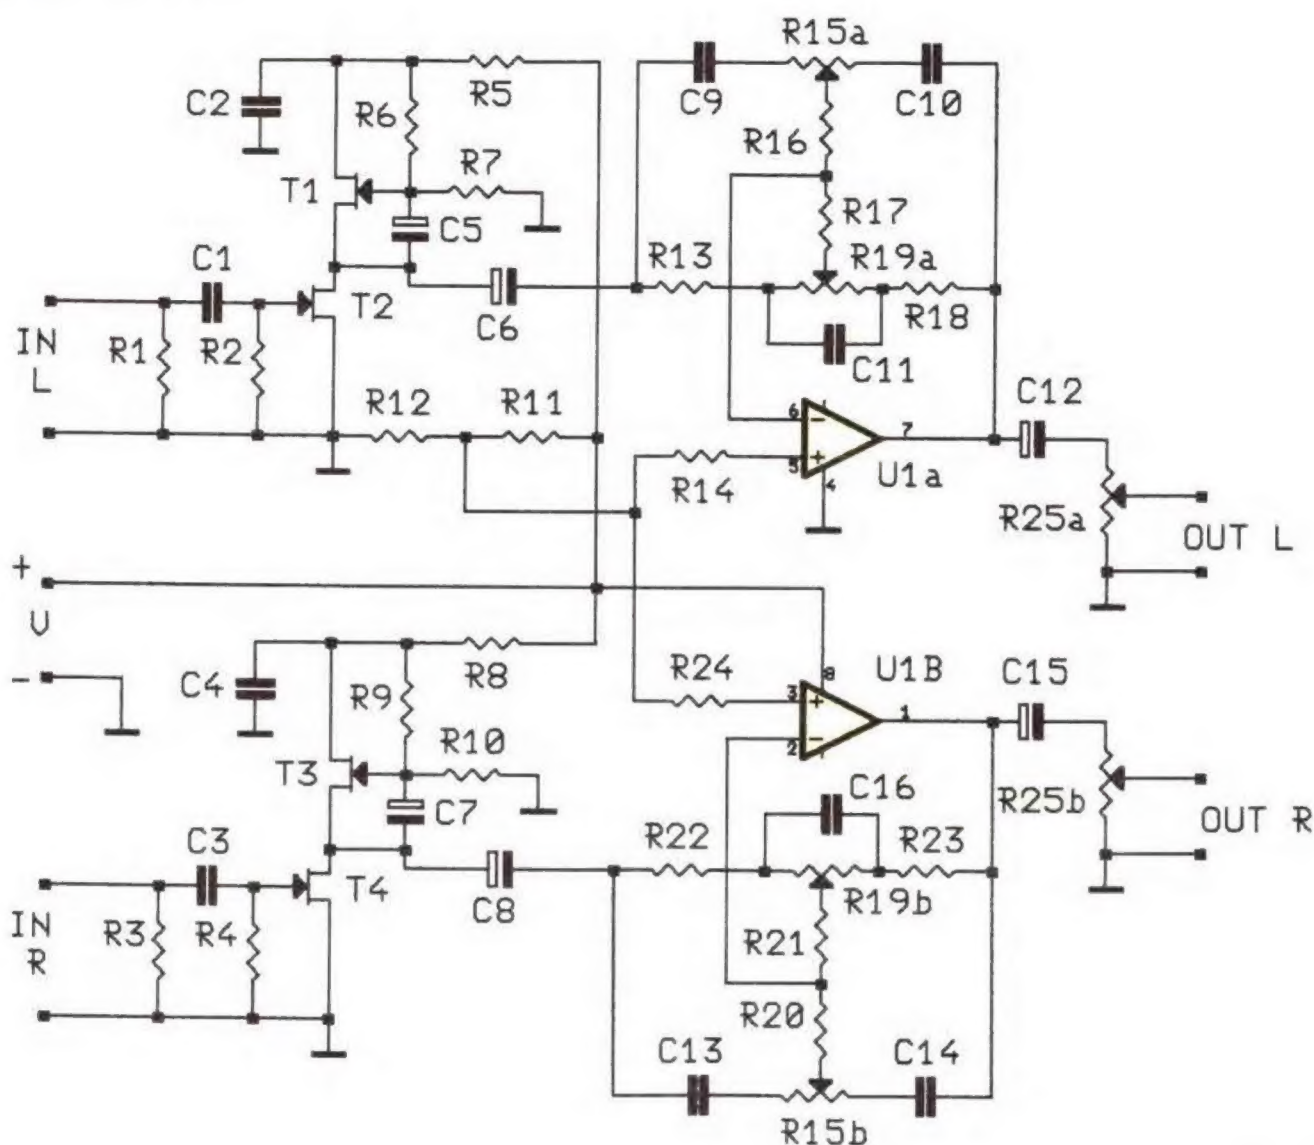 R15a
C9
C10
R5
C2
R6
R16
R7
T1
R17
C5
C1
R13
R19a
T2
C6
R18
IN
L
R1
R2
C11
R12
R11
C12
6
-
7
+
5
4
U1a
R14
R25a
OUT L
+
V
-
R8
R24
U1B
C15
C4
R9
8
3
+
1
-
2
R10
T3
C7
C16
R25b
OUT R
C3
R22
R23
T4
C8
R19b
IN
R
R3
R4
R21
R20
C13
C14
R15b